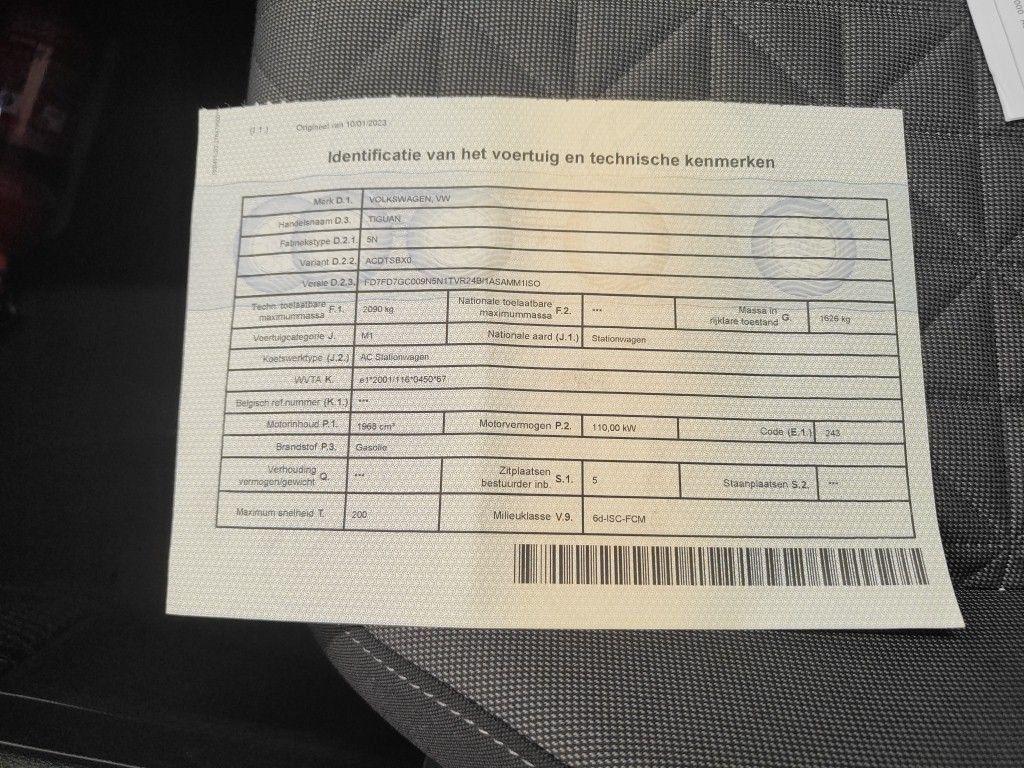 (I.1.) Origineel van 10/01/2023
Identificatie van het voertuig en technische kenmerken
Merk D.1. VOLKSWAGEN, VW
Handelsnaam D.3. TIGUAN
Fabriekstype D.2.1. 5N
Variant D.2.2. ACDTSBX0
Versie D.2.3. FD7FD7GC009N5N1TVR24BI1ASAMM1ISO
Techn. toelaatbare maximummassa F.1. 2090 kg Nationale toelaatbare maximummassa F.2. --- Massa in rijklare toestand G. 1626 kg
Voertuigcategorie J. M1 Nationale aard (J.1.) Stationwagen
Koetswerktype (J.2.) AC Stationwagen
WVTA K. e1*2001/116*0450*67
Belgisch ref.nummer (K.1.) ---
Motorinhoud P.1. 1968 cm³ Motorvermogen P.2. 110,00 kW Code (E.1.) 243
Brandstof P.3. Gasolie
Verhouding vermogen/gewicht Q. --- Zitplaatsen bestuurder inb. S.1. 5 Staanplaatsen S.2. ---
Maximum snelheid T. 200 Milieuklasse V.9. 6d-ISC-FCM